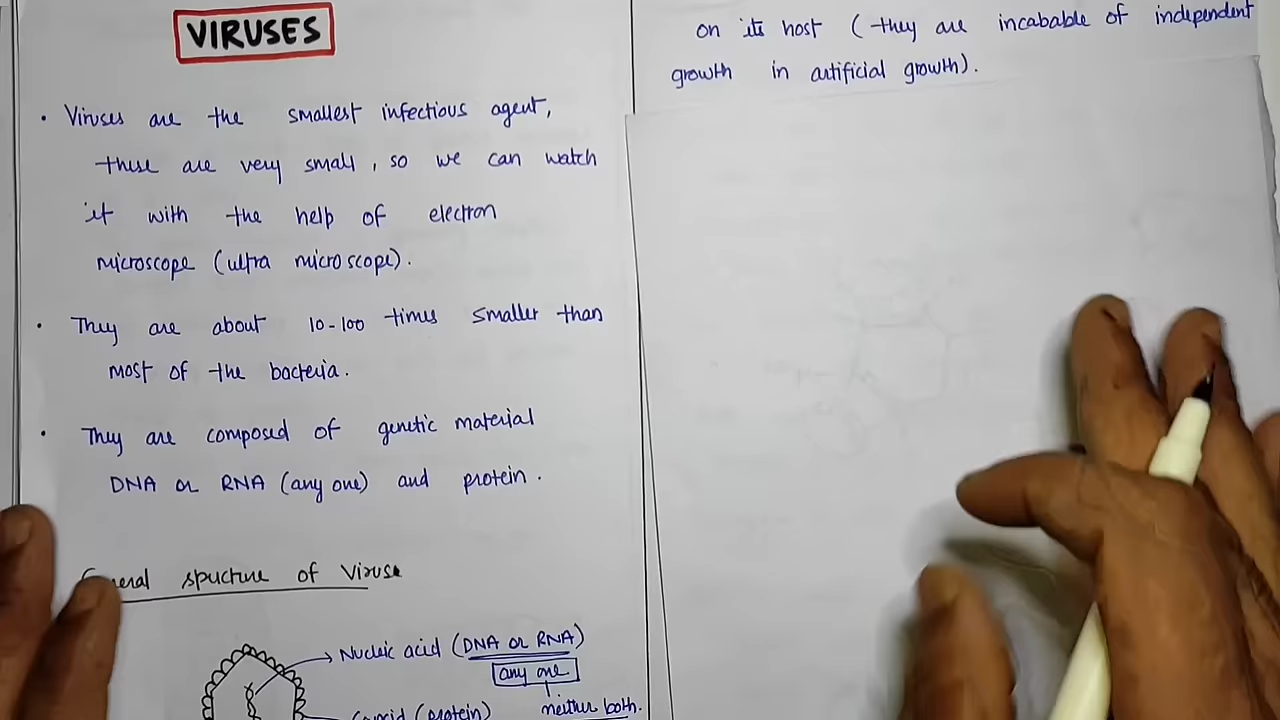 VIRUSES
• Viruses are the smallest infectious agent,
these are very small, so we can watch
it with the help of electron
microscope (ultra microscope).
• They are about 10-100 times smaller than
most of the bacteria.
• They are composed of genetic material
DNA or RNA (any one) and protein.
General structure of Viruse
Nucleic acid (DNA or RNA)
any one
(protein) neither both.
on its host (they are incabable of independent
growth in artificial growth).